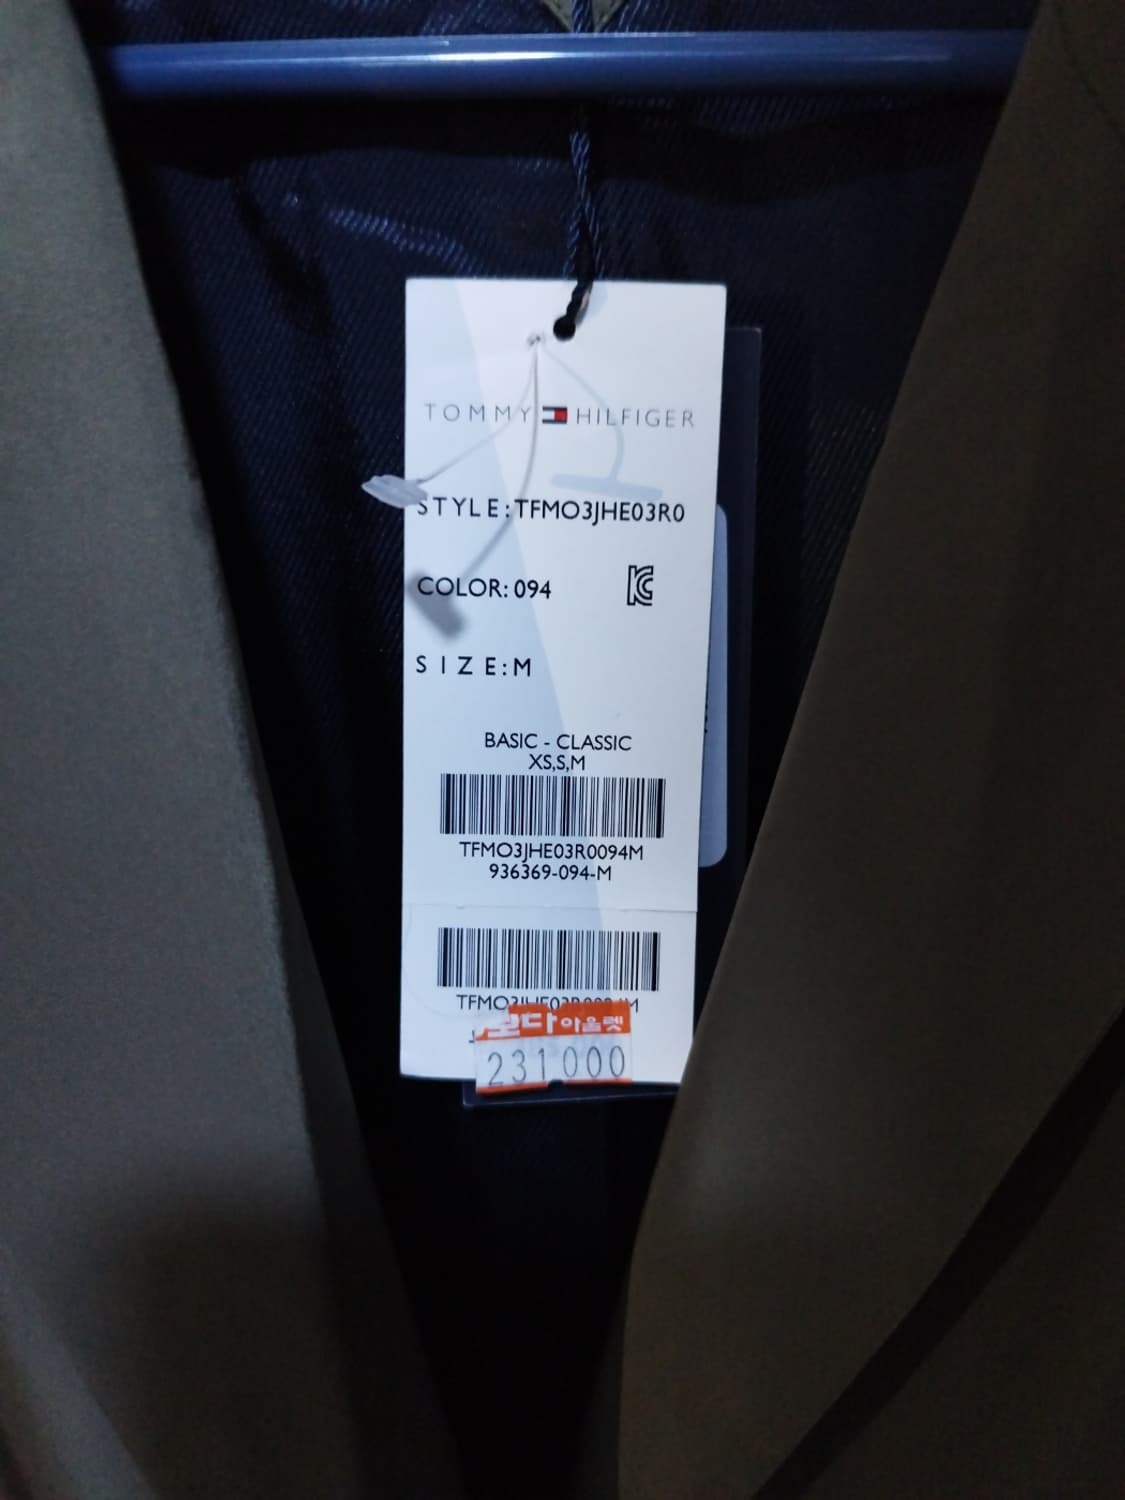 TOMMY HILFIGER
STYLE:TFMO3JHE03R0
COLOR: 094
SIZE:M
BASIC - CLASSIC
XS,S,M
TFMO3JHE03R0094M
936369-094-M
아울렛
231000